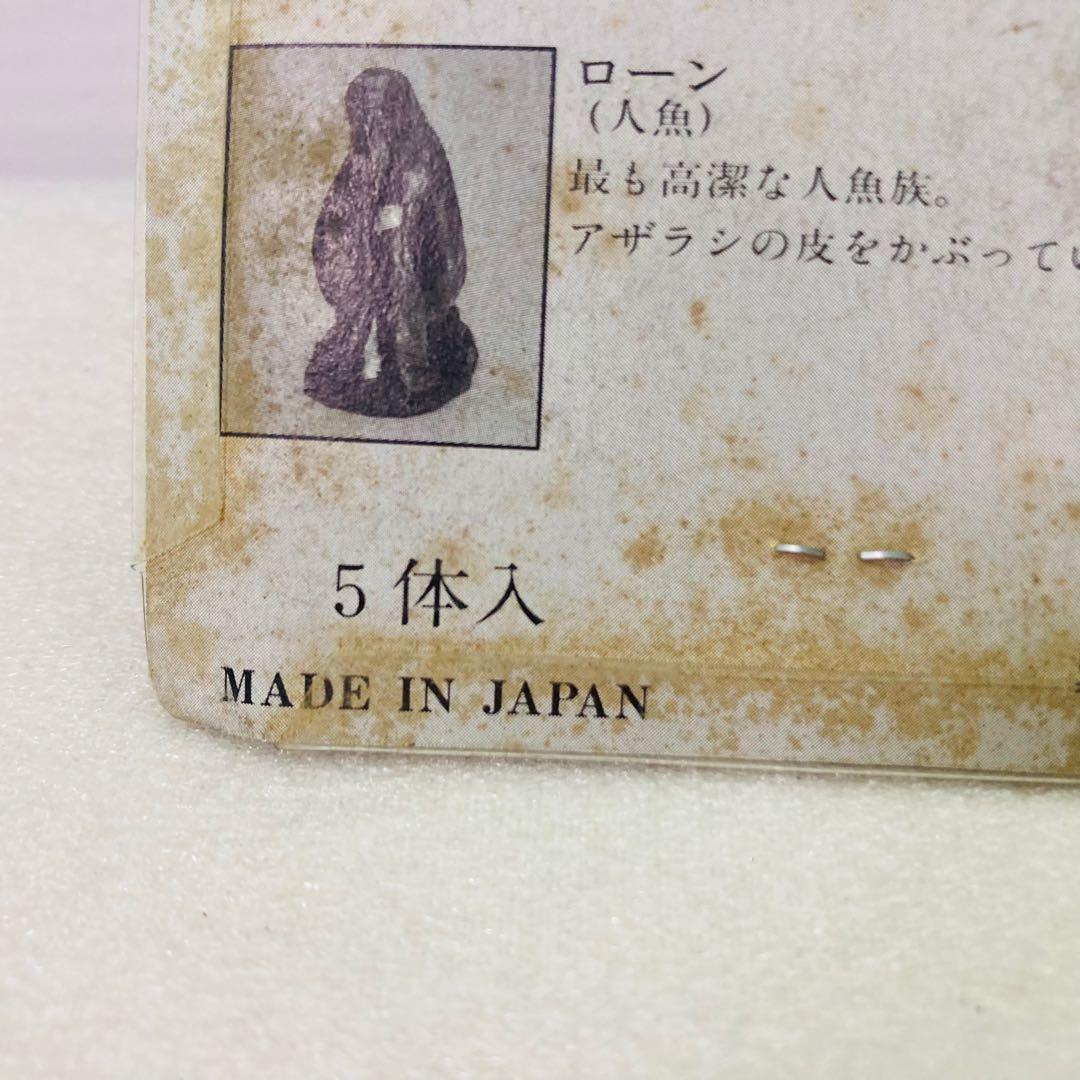 ローン
(人魚)
最も高潔な人魚族。
アザラシの皮をかぶってい
5体入
MADE IN JAPAN